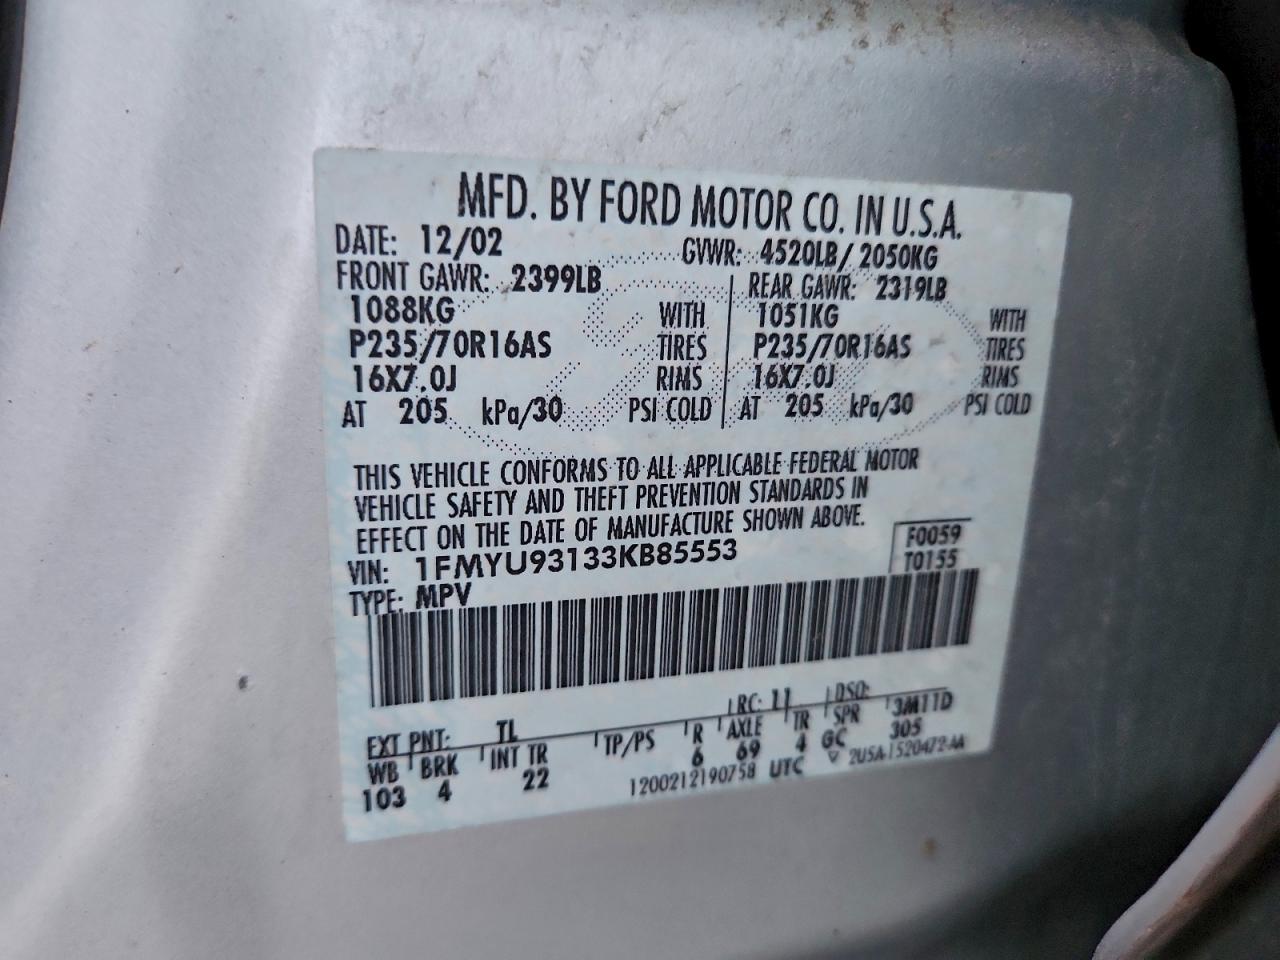 MFD. BY FORD MOTOR CO. IN U.S.A.
DATE: 12/02 GVWR: 4520LB/ 2050KG
FRONT GAWR: 2399LB REAR GAWR: 2319LB
1088KG WITH 1051KG WITH
P235/70R16AS TIRES P235/70R16AS TIRES
16X7.0J RIMS 16X7.0J RIMS
AT 205 kPa/30 PSI COLD AT 205 kPa/30 PSI COLD
THIS VEHICLE CONFORMS TO ALL APPLICABLE FEDERAL MOTOR
VEHICLE SAFETY AND THEFT PREVENTION STANDARDS IN
EFFECT ON THE DATE OF MANUFACTURE SHOWN ABOVE.
VIN: 1FMYU93133KB85553 F0059
TYPE: MPV T0155
EXT PNT: TL RC: 11 DSO: 3M11D
WB BRK INT TR TP/PS R AXLE TR SPR 305
103 4 22 6 69 4 GC
1200212190758 UTC ▽ 2U5A-1520472-AA